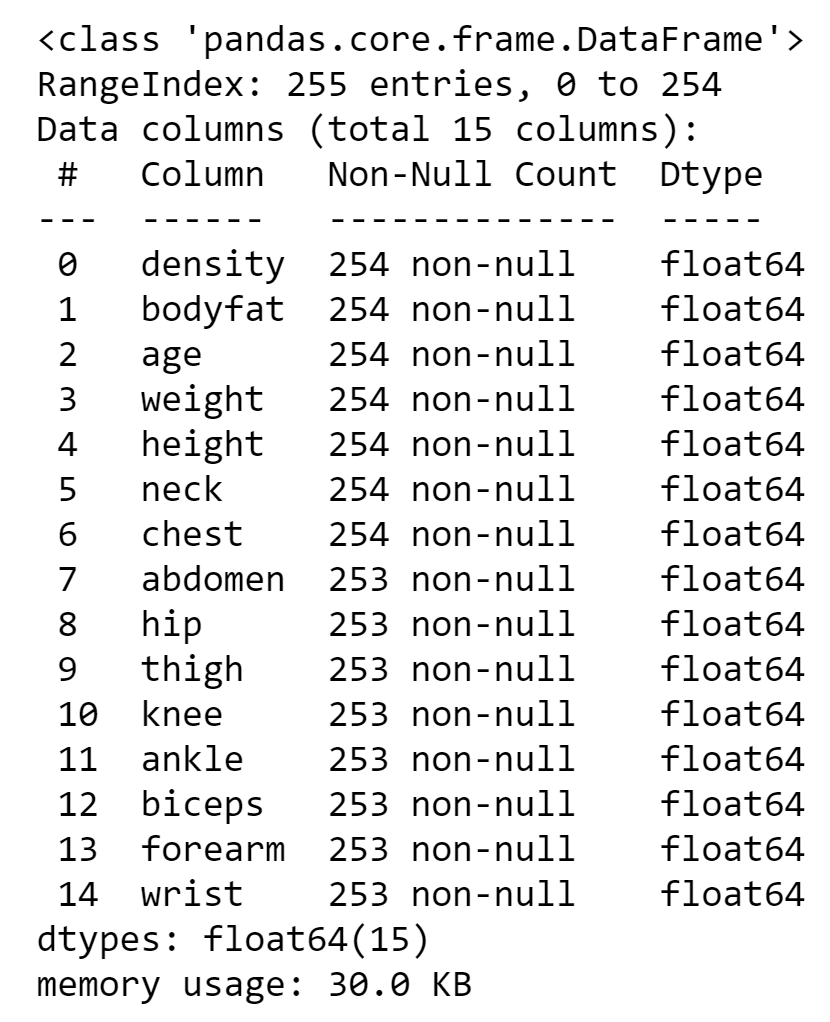 <class 'pandas.core.frame.DataFrame'>
RangeIndex: 255 entries, 0 to 254
Data columns (total 15 columns):
 #   Column   Non-Null Count  Dtype
---  ------   --------------  -----
 0   density  254 non-null    float64
 1   bodyfat  254 non-null    float64
 2   age      254 non-null    float64
 3   weight   254 non-null    float64
 4   height   254 non-null    float64
 5   neck     254 non-null    float64
 6   chest    254 non-null    float64
 7   abdomen  253 non-null    float64
 8   hip      253 non-null    float64
 9   thigh    253 non-null    float64
 10  knee     253 non-null    float64
 11  ankle    253 non-null    float64
 12  biceps   253 non-null    float64
 13  forearm  253 non-null    float64
 14  wrist    253 non-null    float64
dtypes: float64(15)
memory usage: 30.0 KB